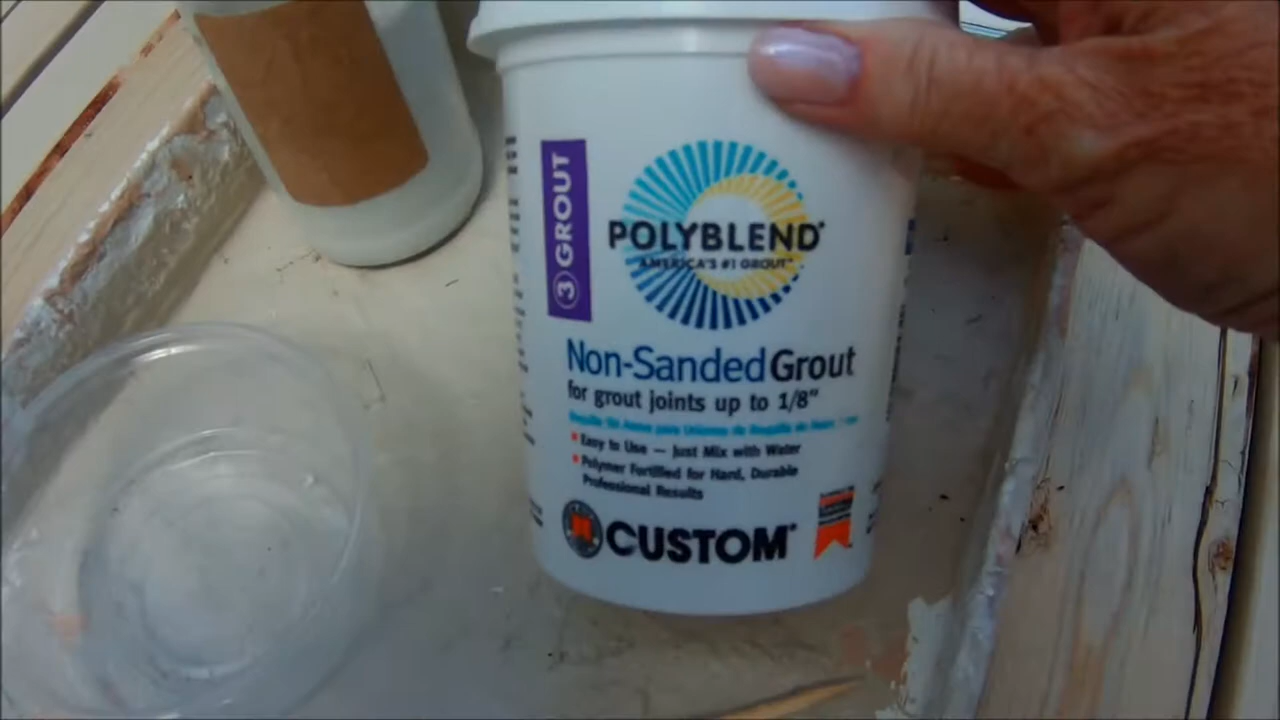 3 GROUT
POLYBLEND®
AMERICA'S #1 GROUT™
Non-Sanded Grout
for grout joints up to 1/8"
Easy to Use — Just Mix with Water
Polymer Fortified for Hard, Durable
Professional Results
CUSTOM®